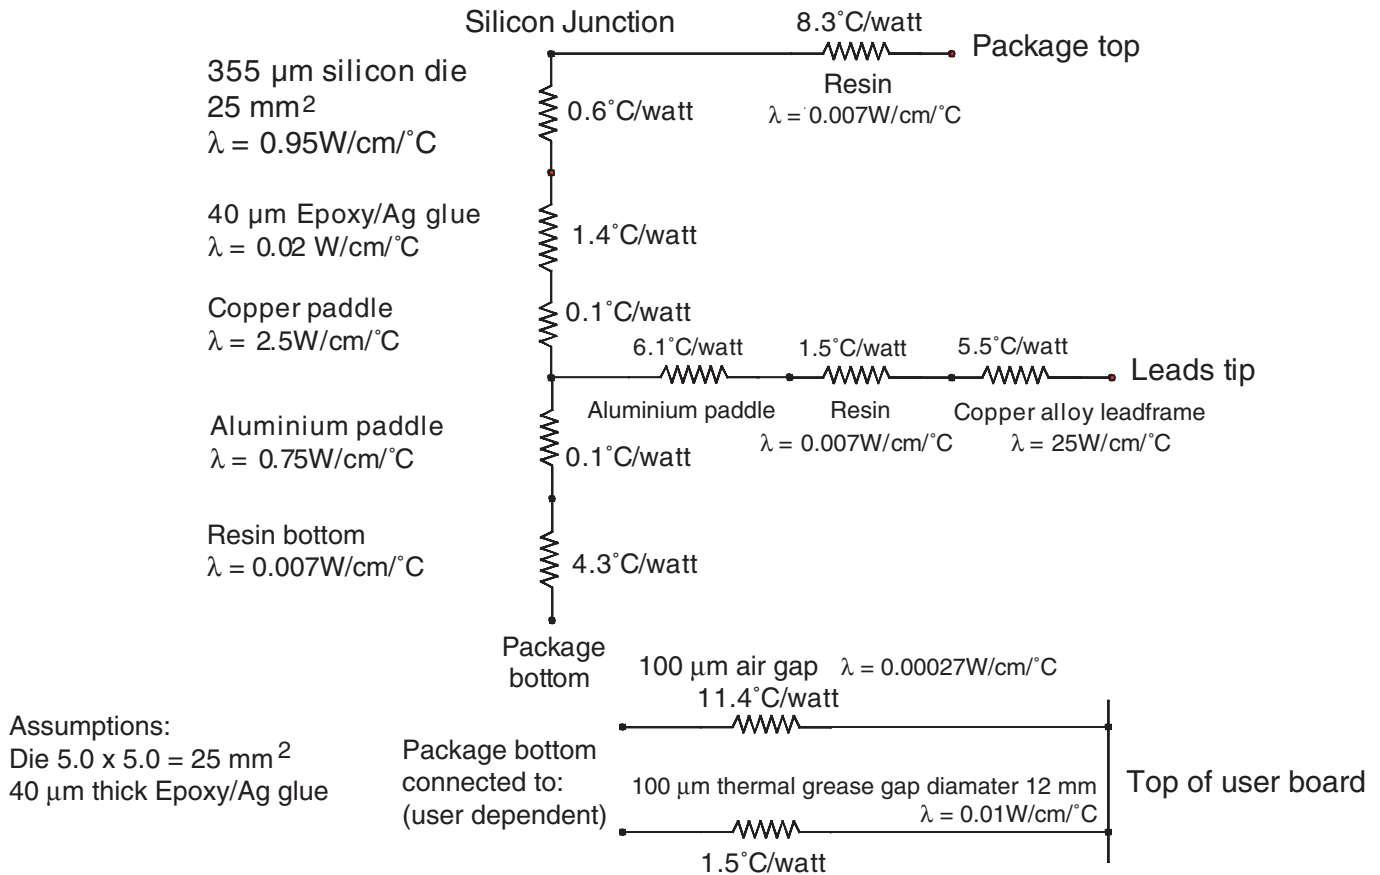 Silicon Junction
8.3˚C/watt
Package top
Resin
λ = 0.007W/cm/˚C
355 µm silicon die
25 mm2
λ = 0.95W/cm/˚C
0.6˚C/watt
40 µm Epoxy/Ag glue
λ = 0.02 W/cm/˚C
1.4˚C/watt
Copper paddle
λ = 2.5W/cm/˚C
0.1˚C/watt
6.1˚C/watt
1.5˚C/watt
5.5˚C/watt
Leads tip
Aluminium paddle
Resin
λ = 0.007W/cm/˚C
Copper alloy leadframe
λ = 25W/cm/˚C
Aluminium paddle
λ = 0.75W/cm/˚C
0.1˚C/watt
Resin bottom
λ = 0.007W/cm/˚C
4.3˚C/watt
Package
bottom
100 µm air gap λ = 0.00027W/cm/˚C
11.4˚C/watt
Assumptions:
Die 5.0 x 5.0 = 25 mm 2
40 µm thick Epoxy/Ag glue
Package bottom
connected to:
(user dependent)
100 µm thermal grease gap diamater 12 mm
λ = 0.01W/cm/˚C
1.5˚C/watt
Top of user board